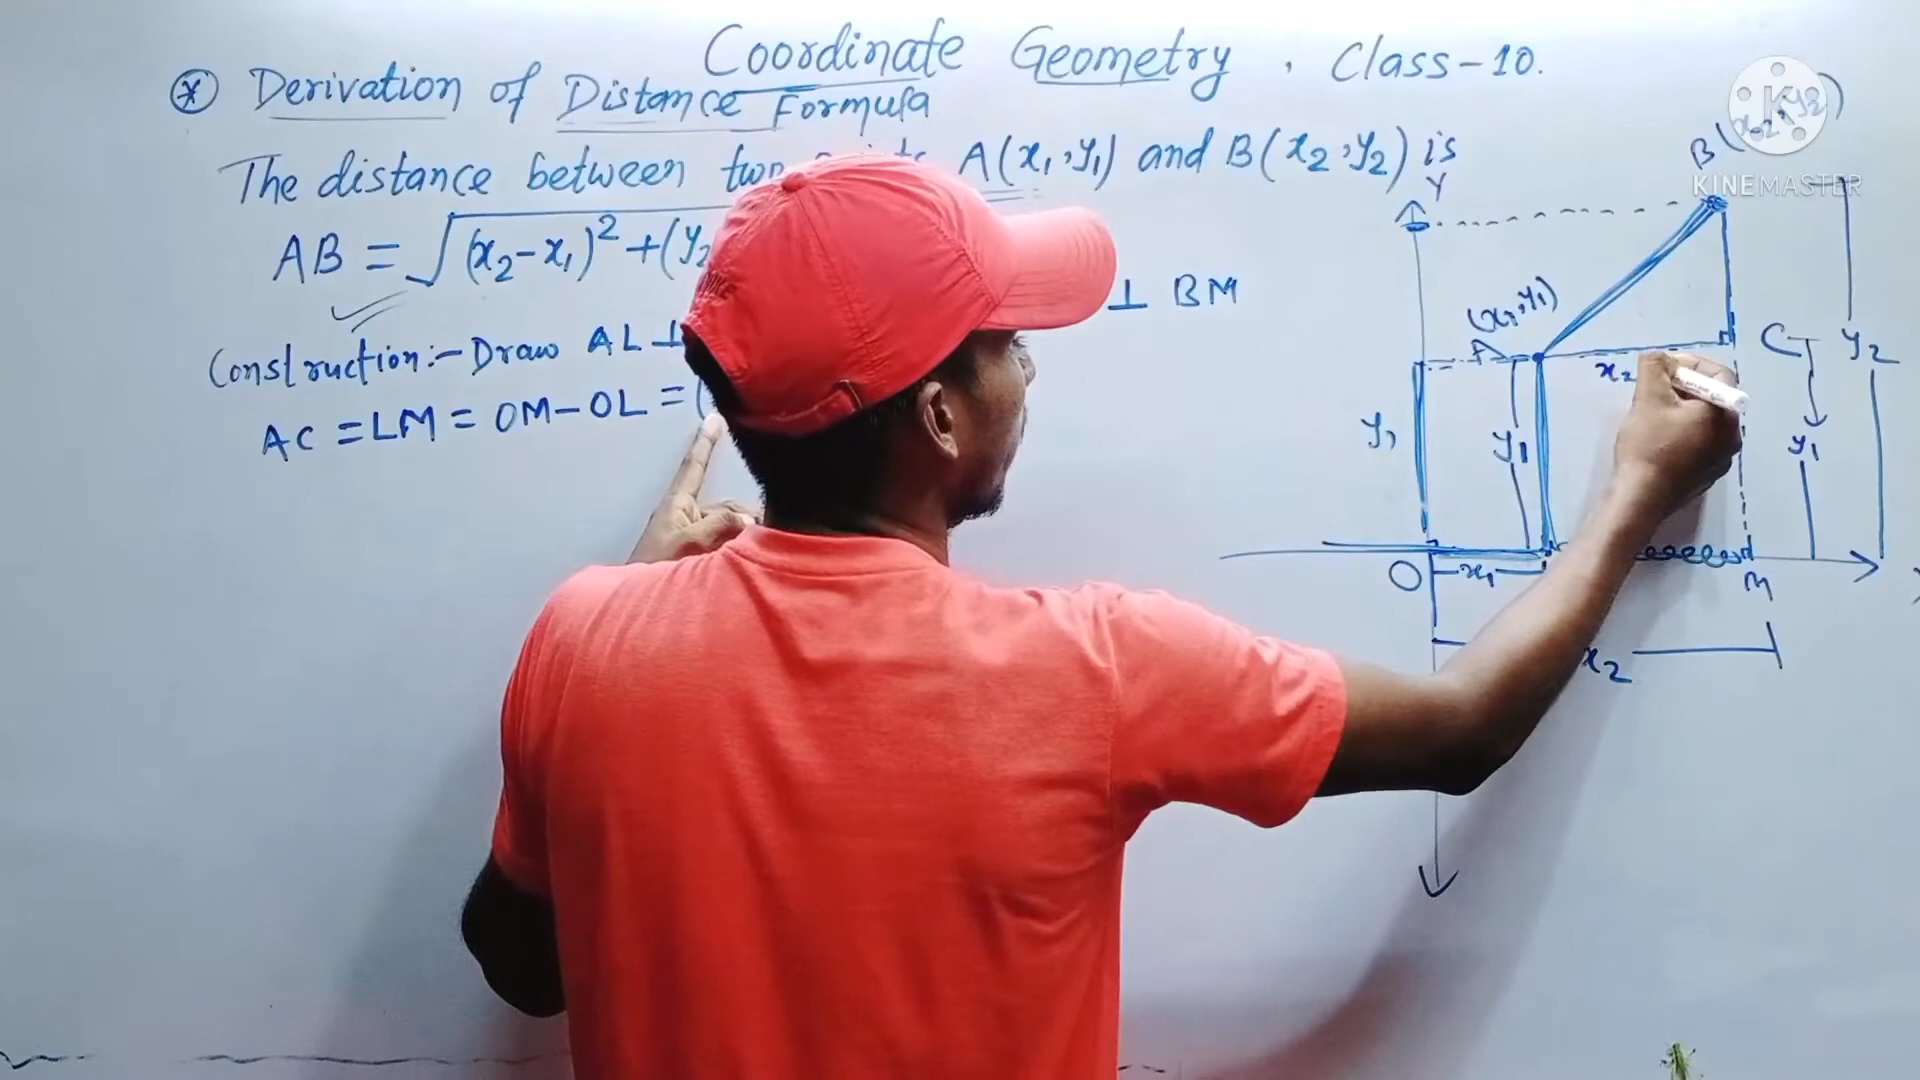 Coordinate Geometry, Class-10.
* Derivation of Distance Formula
The distance between two A(x₁,y₁) and B(x₂,y₂) is
AB = √(x₂-x₁)²+(y₂
Construction:- Draw AL⊥
⊥ BM
AC = LM = OM-OL = (
B(x₂,y₂)
KINEMASTER
Y
(x₁,y₁)
A
C
y₂
x₂
y₁
y₁
y₁
O
x₁
M
x₂